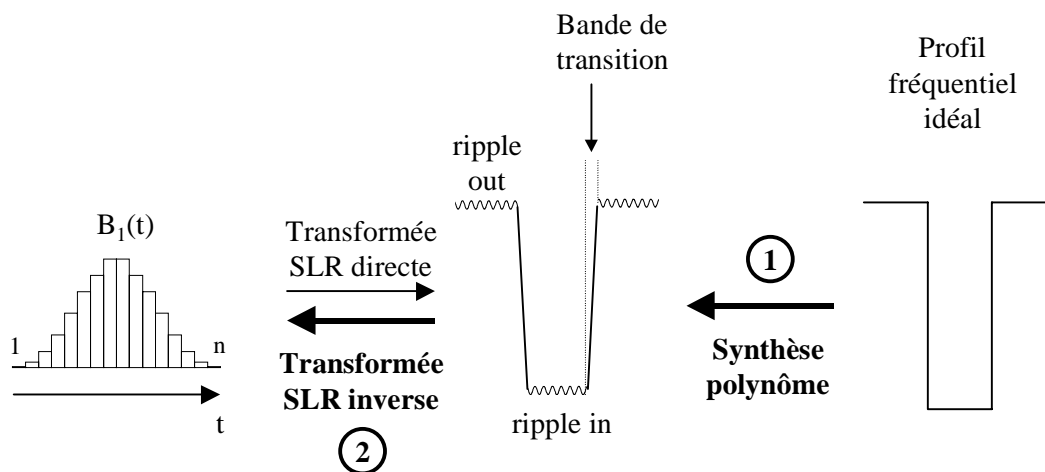 Bande de
transition
Profil
fréquentiel
idéal
ripple
out
B1(t)
Transformée
SLR directe
1
1
n
Transformée
SLR inverse
Synthèse
polynôme
t
ripple in
2